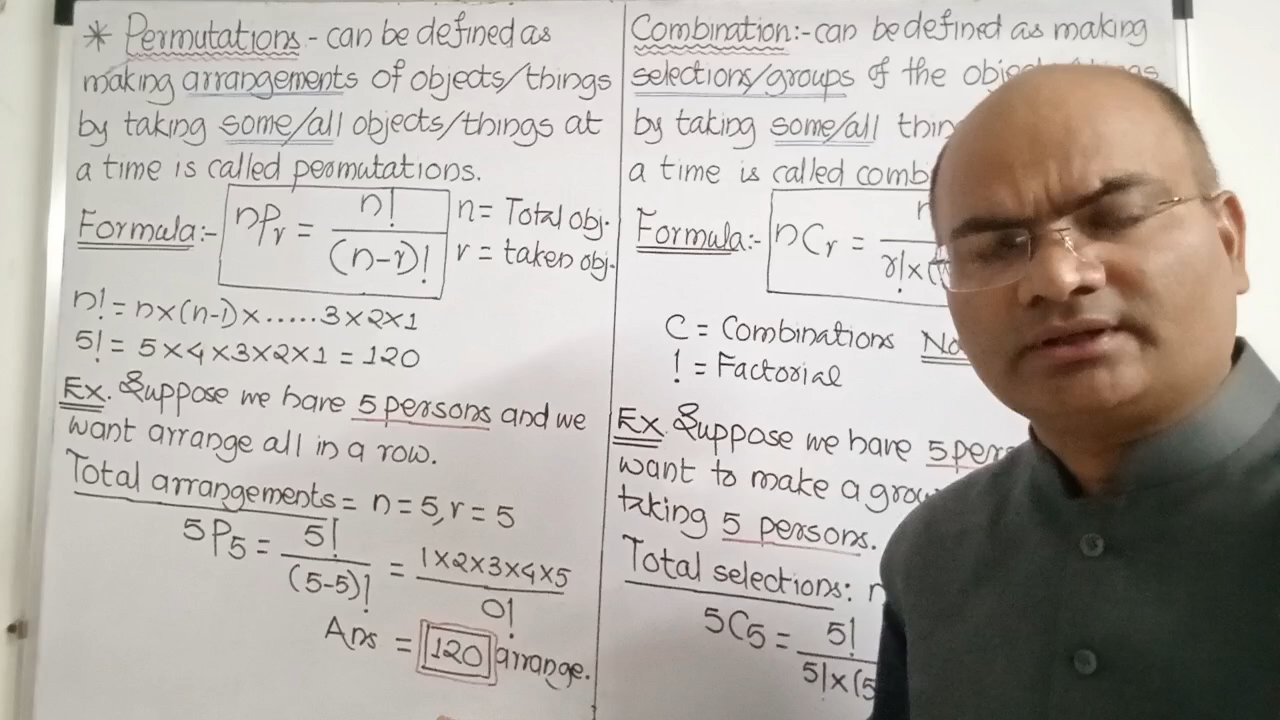 * Permutations - can be defined as
making arrangements of objects/things
by taking some/all objects/things at
a time is called permutations.
Formula:- nPr = n! / (n-r)! n = Total obj.
r = taken obj.
n! = n×(n-1)×......3×2×1
5! = 5×4×3×2×1 = 120
Ex. Suppose we have 5 persons and we
want arrange all in a row.
Total arrangements = n=5, r=5
5P5 = 5! / (5-5)! = 1×2×3×4×5 / 0!
Ans = 120 arrange.
Combination:- can be defined as making
selections/groups of the
by taking some/all
a time is called
Formula:- nCr = r!×(
C = Combinations
! = Factorial
Ex. Suppose we have 5
want to make a
taking 5 persons.
Total selections:
5C5 = 5! / 5!×(5